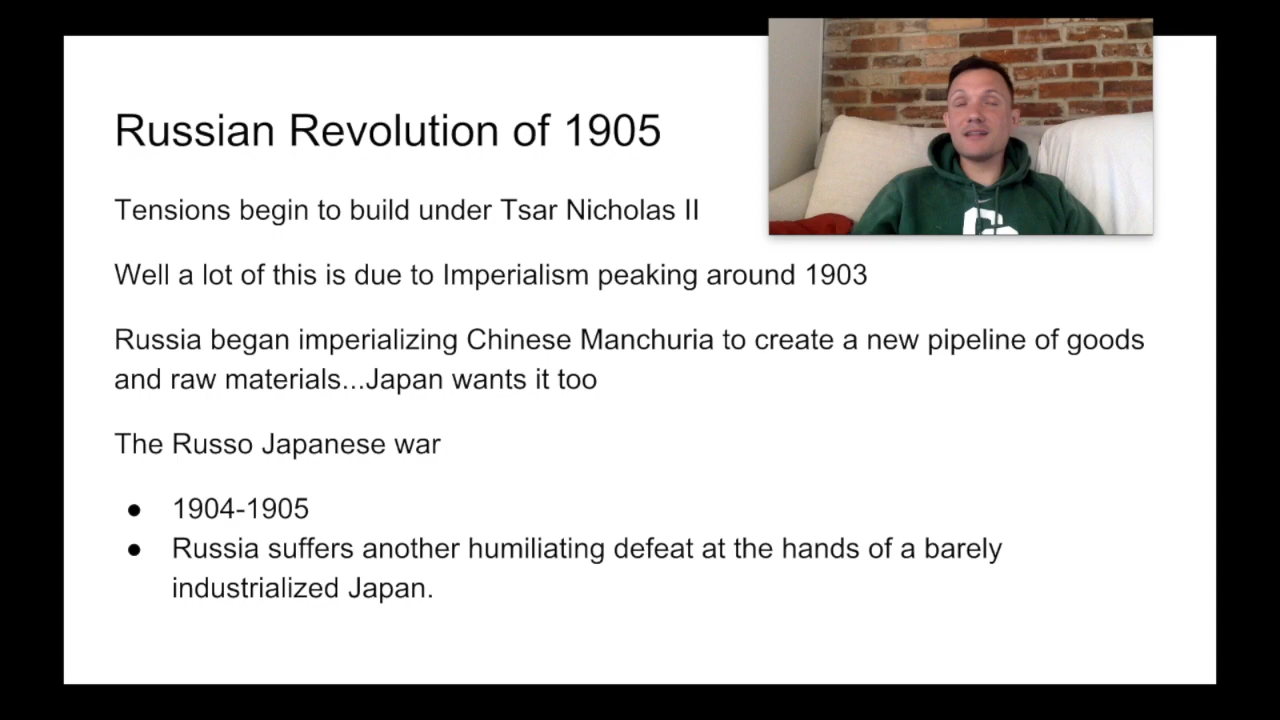 Russian Revolution of 1905
Tensions begin to build under Tsar Nicholas II
Well a lot of this is due to Imperialism peaking around 1903
Russia began imperializing Chinese Manchuria to create a new pipeline of goods
and raw materials...Japan wants it too
The Russo Japanese war
● 1904-1905
● Russia suffers another humiliating defeat at the hands of a barely
industrialized Japan.